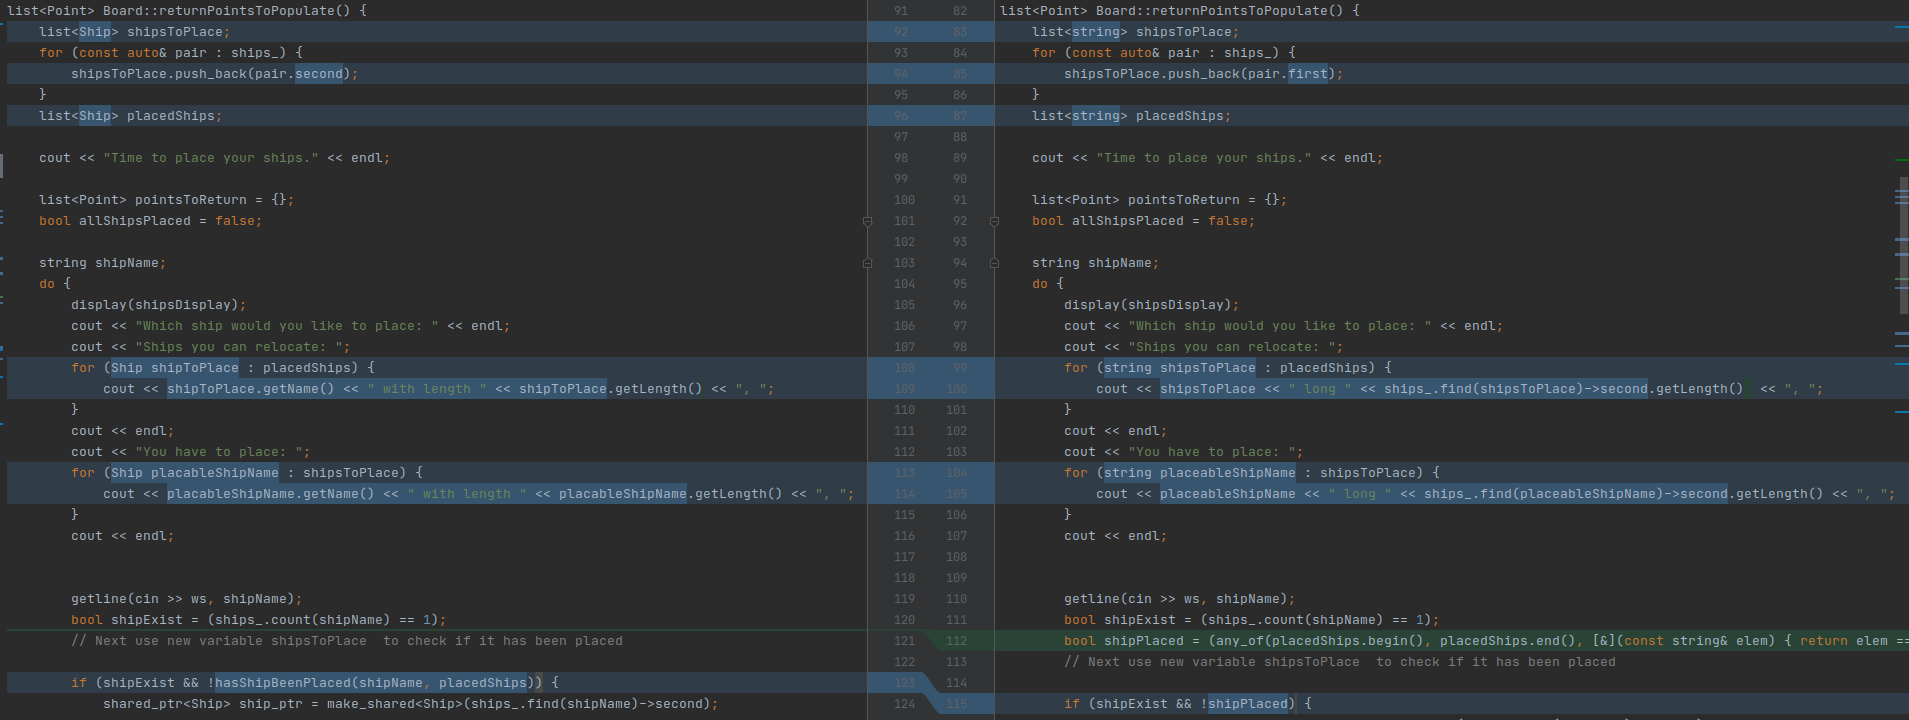 list<Point> Board::returnPointsToPopulate() {
    list<Ship> shipsToPlace;
    for (const auto& pair : ships_) {
        shipsToPlace.push_back(pair.second);
    }
    list<Ship> placedShips;

    cout << "Time to place your ships." << endl;

    list<Point> pointsToReturn = {};
    bool allShipsPlaced = false;

    string shipName;
    do {
        display(shipsDisplay);
        cout << "Which ship would you like to place: " << endl;
        cout << "Ships you can relocate: ";
        for (Ship shipToPlace : placedShips) {
            cout << shipToPlace.getName() << " with length " << shipToPlace.getLength() << ", ";
        }
        cout << endl;
        cout << "You have to place: ";
        for (Ship placableShipName : shipsToPlace) {
            cout << placableShipName.getName() << " with length " << placableShipName.getLength() << ", ";
        }
        cout << endl;


        getline(cin >> ws, shipName);
        bool shipExist = (ships_.count(shipName) == 1);
        // Next use new variable shipsToPlace  to check if it has been placed

        if (shipExist && !hasShipBeenPlaced(shipName, placedShips)) {
            shared_ptr<Ship> ship_ptr = make_shared<Ship>(ships_.find(shipName)->second);
91 82
92 83
93 84
94 85
95 86
96 87
97 88
98 89
99 90
100 91
101 92
102 93
103 94
104 95
105 96
106 97
107 98
108 99
109 100
110 101
111 102
112 103
113 104
114 105
115 106
116 107
117 108
118 109
119 110
120 111
121 112
122 113
123 114
124 115
list<Point> Board::returnPointsToPopulate() {
    list<string> shipsToPlace;
    for (const auto& pair : ships_) {
        shipsToPlace.push_back(pair.first);
    }
    list<string> placedShips;

    cout << "Time to place your ships." << endl;

    list<Point> pointsToReturn = {};
    bool allShipsPlaced = false;

    string shipName;
    do {
        display(shipsDisplay);
        cout << "Which ship would you like to place: " << endl;
        cout << "Ships you can relocate: ";
        for (string shipsToPlace : placedShips) {
            cout << shipsToPlace << " long " << ships_.find(shipsToPlace)->second.getLength()  << ", ";
        }
        cout << endl;
        cout << "You have to place: ";
        for (string placeableShipName : shipsToPlace) {
            cout << placeableShipName << " long " << ships_.find(placeableShipName)->second.getLength() << ", ";
        }
        cout << endl;


        getline(cin >> ws, shipName);
        bool shipExist = (ships_.count(shipName) == 1);
        bool shipPlaced = (any_of(placedShips.begin(), placedShips.end(), [&](const string& elem) { return elem ==
        // Next use new variable shipsToPlace  to check if it has been placed

        if (shipExist && !shipPlaced) {